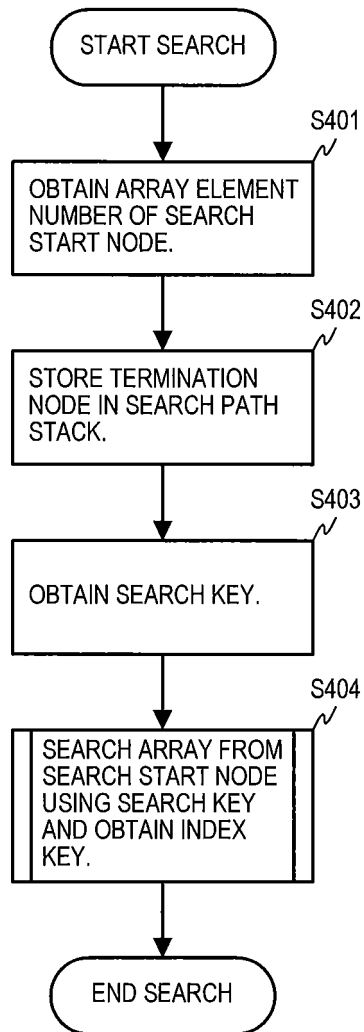 START SEARCH
S401
OBTAIN ARRAY ELEMENT
NUMBER OF SEARCH
START NODE.
S402
STORE TERMINATION
NODE IN SEARCH PATH
STACK.
S403
OBTAIN SEARCH KEY.
S404
SEARCH ARRAY FROM
SEARCH START NODE
USING SEARCH KEY
AND OBTAIN INDEX
KEY.
END SEARCH